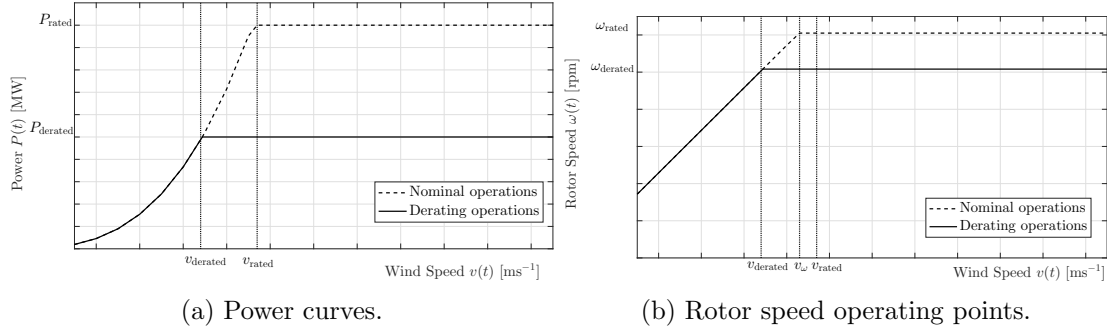 P_rated
P_derated
Power P(t) [MW]
Nominal operations
Derating operations
v_derated v_rated
Wind Speed v(t) [ms⁻¹]
(a) Power curves.
ω_rated
ω_derated
Rotor Speed ω(t) [rpm]
Nominal operations
Derating operations
v_derated v_ω v_rated
Wind Speed v(t) [ms⁻¹]
(b) Rotor speed operating points.